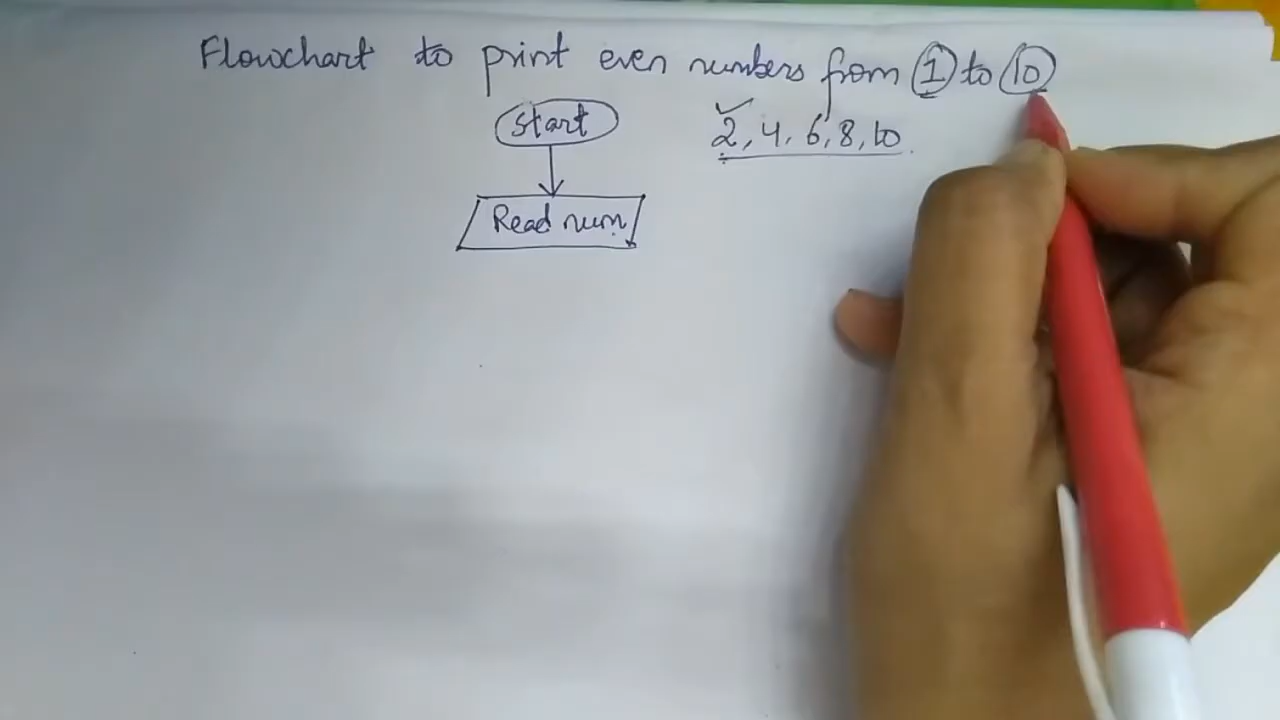 Flowchart to print even numbers from 1 to 10
Start
2, 4, 6, 8, 10.
Read num